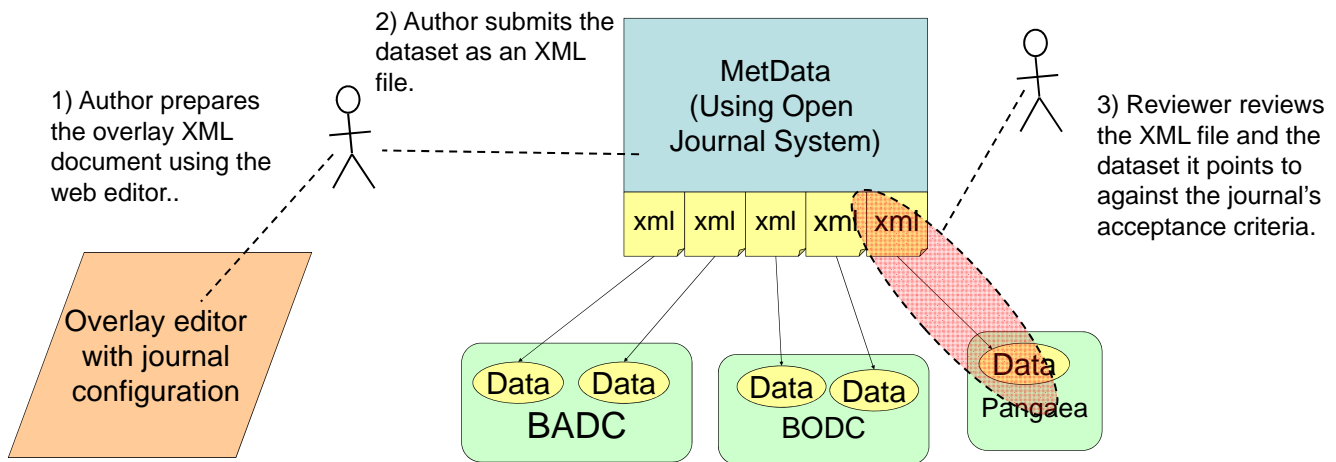 1) Author prepares
the overlay XML
document using the
web editor..
2) Author submits the
dataset as an XML
file.
MetData
(Using Open
Journal System)
3) Reviewer reviews
the XML file and the
dataset it points to
against the journal's
acceptance criteria.
xml xml xml xml xml
Overlay editor
with journal
configuration
Data Data
BADC
Data Data
BODC
Data
Pangaea